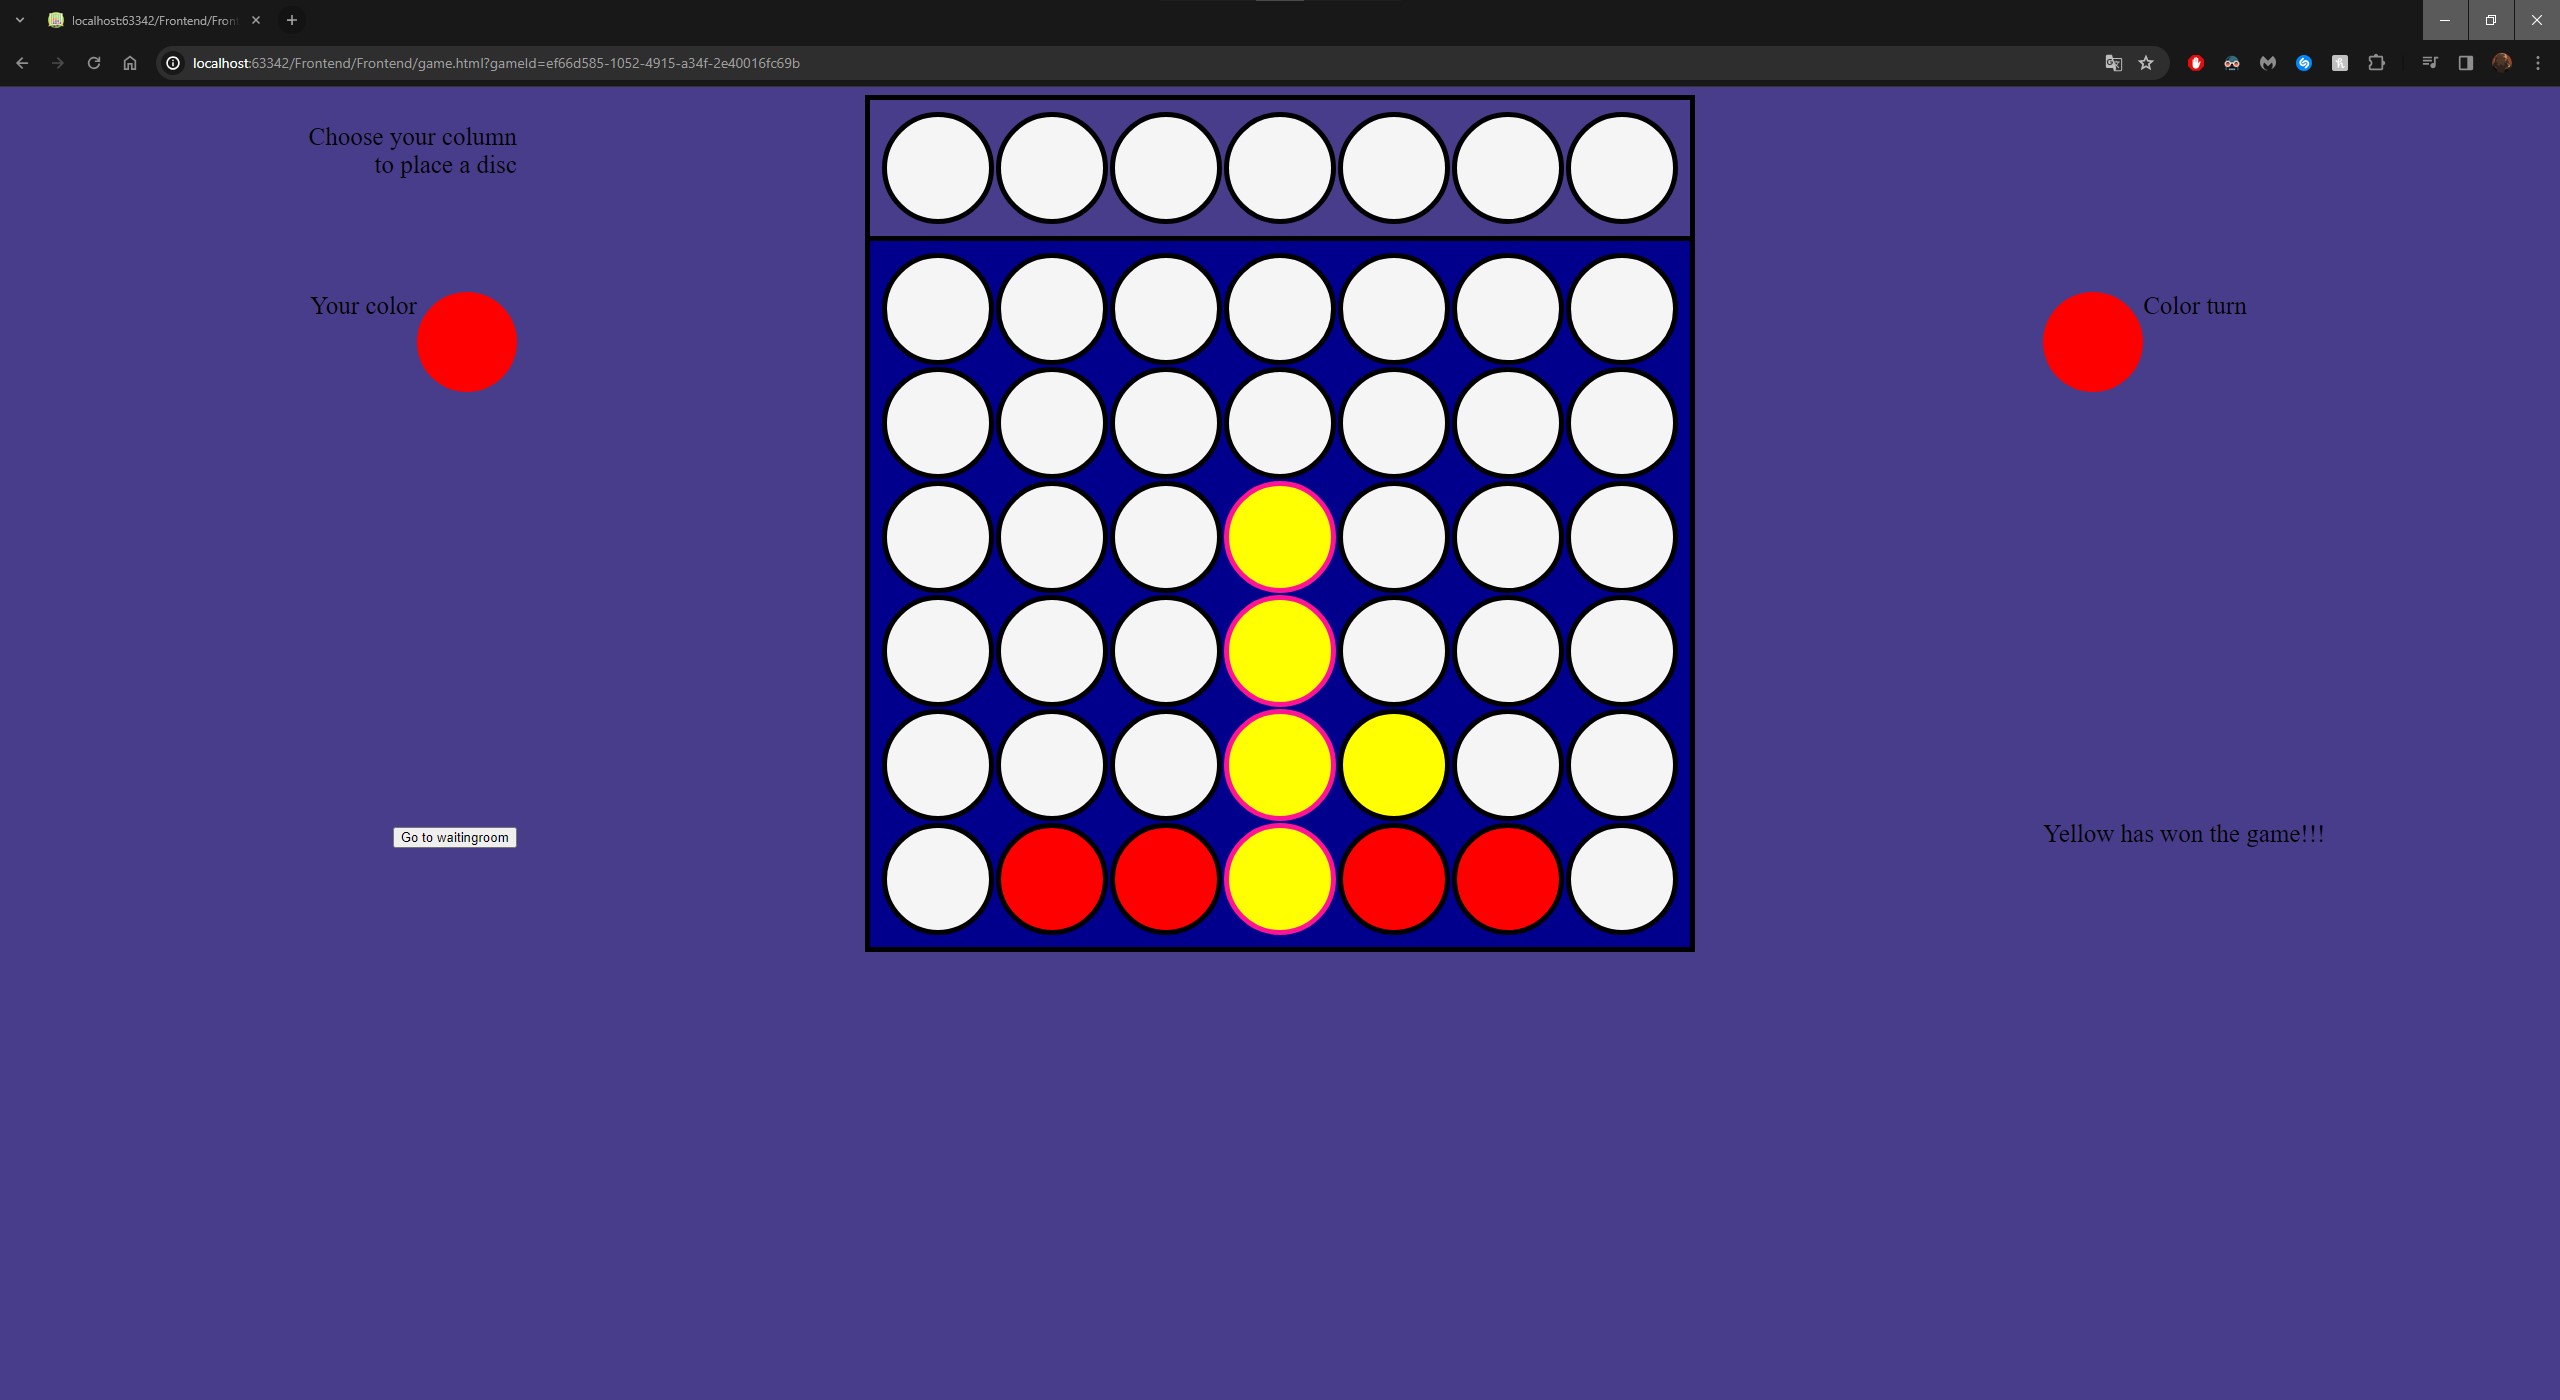 localhost:63342/Frontend/Fron
localhost:63342/Frontend/Frontend/game.html?gameId=ef66d585-1052-4915-a34f-2e40016fc69b
Choose your column
to place a disc
Your color
Color turn
Go to waitingroom
Yellow has won the game!!!